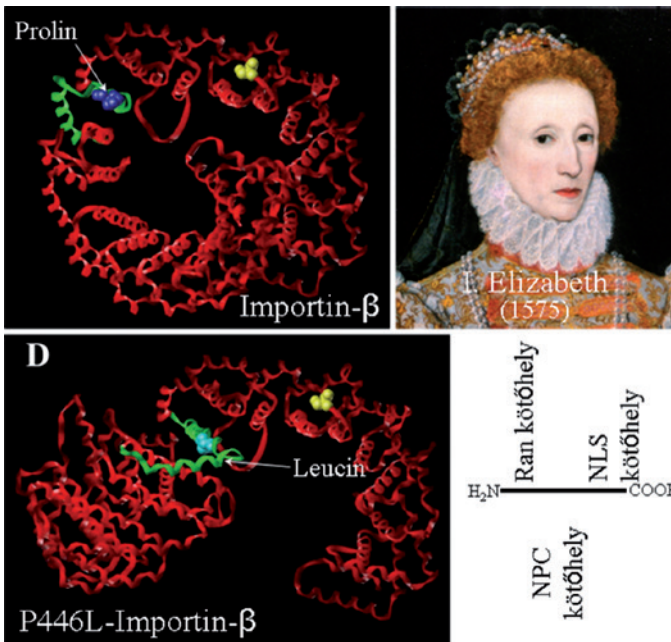 Prolin
Importin-β
I. Elizabeth
(1575)
D
Leucin
P446L-Importin-β
Ran kötőhely
NLS
kötőhely
H₂N
COOH
NPC
kötőhely